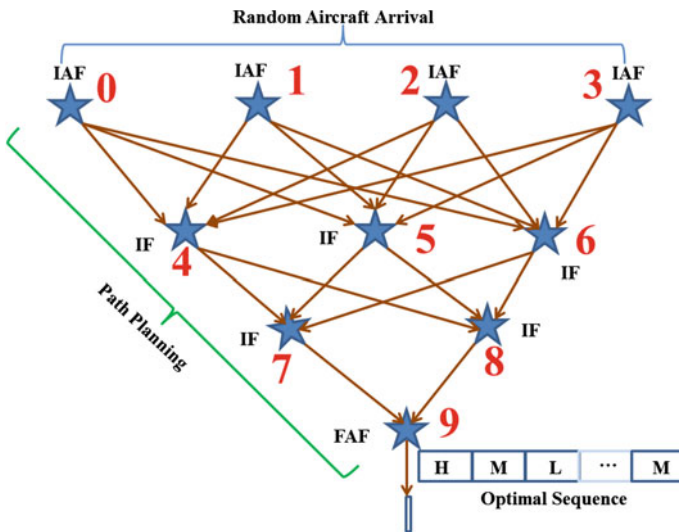 Random Aircraft Arrival
IAF 0 IAF 1 IAF 2 IAF 3
IF 4 IF 5 6 IF
IF 7 8 IF
Path Planning
FAF 9
H M L ... M
Optimal Sequence